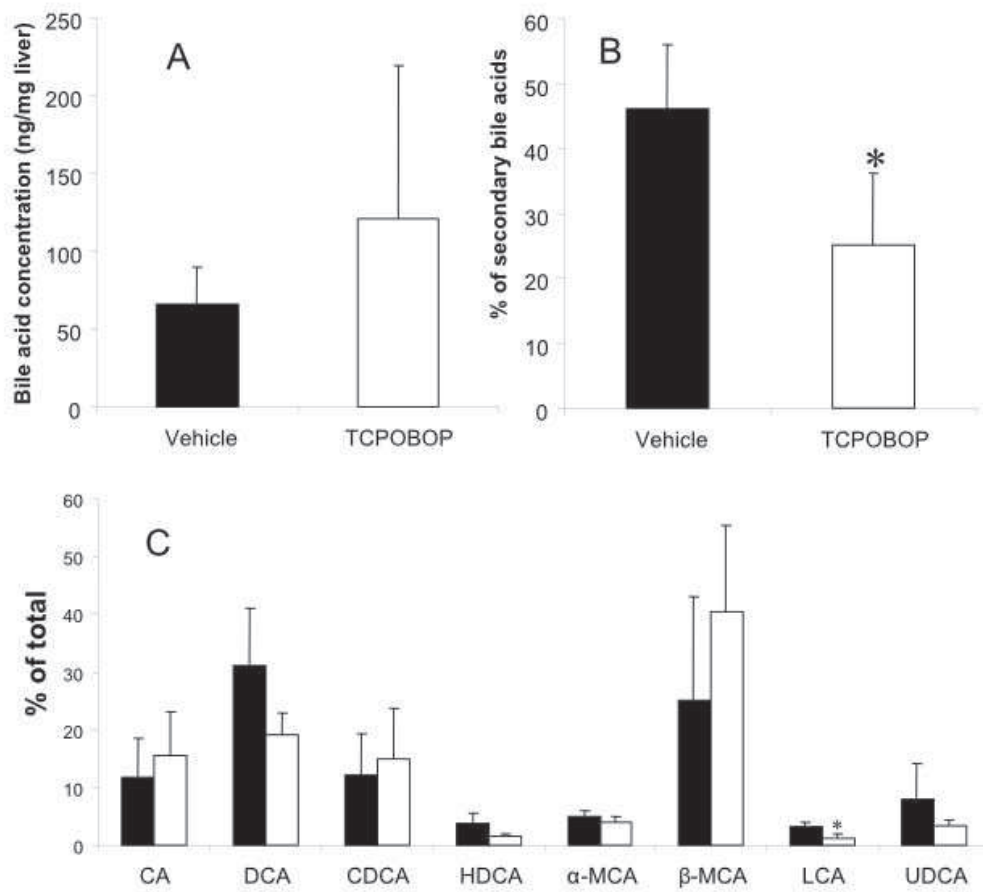 A
Bile acid concentration (ng/mg liver)
250
200
150
100
50
0
Vehicle TCPOBOP
B
% of secondary bile acids
60
50
40
30
20
10
0
*
Vehicle TCPOBOP
C
% of total
60
50
40
30
20
10
0
*
CA DCA CDCA HDCA α-MCA β-MCA LCA UDCA